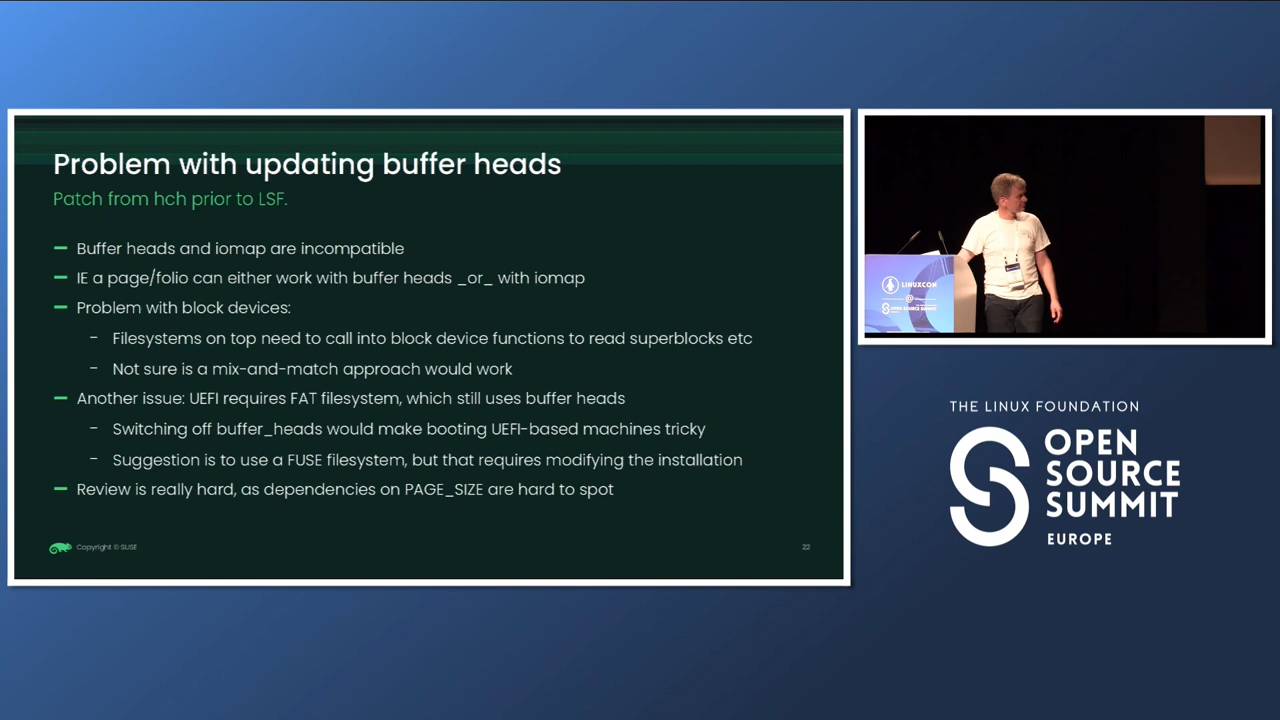 Problem with updating buffer heads
Patch from hch prior to LSF.
Buffer heads and iomap are incompatible
IE a page/folio can either work with buffer heads _or_ with iomap
Problem with block devices:
Filesystems on top need to call into block device functions to read superblocks etc
Not sure is a mix-and-match approach would work
Another issue: UEFI requires FAT filesystem, which still uses buffer heads
Switching off buffer_heads would make booting UEFI-based machines tricky
Suggestion is to use a FUSE filesystem, but that requires modifying the installation
Review is really hard, as dependencies on PAGE_SIZE are hard to spot
Copyright © SUSE
22
LINUXCON
@
OPEN SOURCE SUMMIT
THE LINUX FOUNDATION
OPEN
SOURCE
SUMMIT
EUROPE